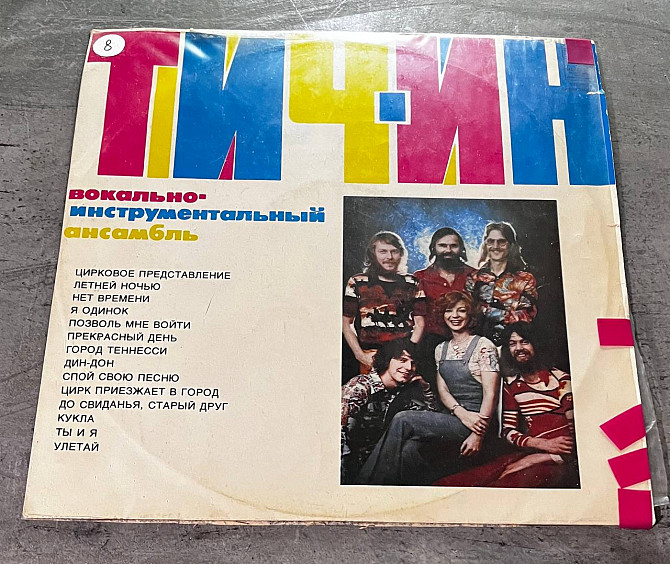 8
ТИЧ-ИН
вокально-
инструментальный
ансамбль
ЦИРКОВОЕ ПРЕДСТАВЛЕНИЕ
ЛЕТНЕЙ НОЧЬЮ
НЕТ ВРЕМЕНИ
Я ОДИНОК
ПОЗВОЛЬ МНЕ ВОЙТИ
ПРЕКРАСНЫЙ ДЕНЬ
ГОРОД ТЕННЕССИ
ДИН-ДОН
СПОЙ СВОЮ ПЕСНЮ
ЦИРК ПРИЕЗЖАЕТ В ГОРОД
ДО СВИДАНЬЯ, СТАРЫЙ ДРУГ
КУКЛА
ТЫ И Я
УЛЕТАЙ